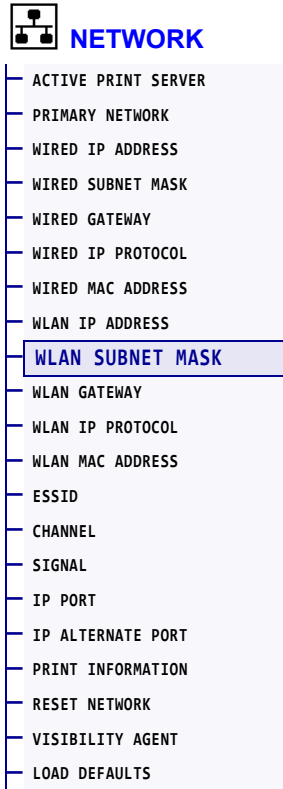 NETWORK
ACTIVE PRINT SERVER
PRIMARY NETWORK
WIRED IP ADDRESS
WIRED SUBNET MASK
WIRED GATEWAY
WIRED IP PROTOCOL
WIRED MAC ADDRESS
WLAN IP ADDRESS
WLAN SUBNET MASK
WLAN GATEWAY
WLAN IP PROTOCOL
WLAN MAC ADDRESS
ESSID
CHANNEL
SIGNAL
IP PORT
IP ALTERNATE PORT
PRINT INFORMATION
RESET NETWORK
VISIBILITY AGENT
LOAD DEFAULTS